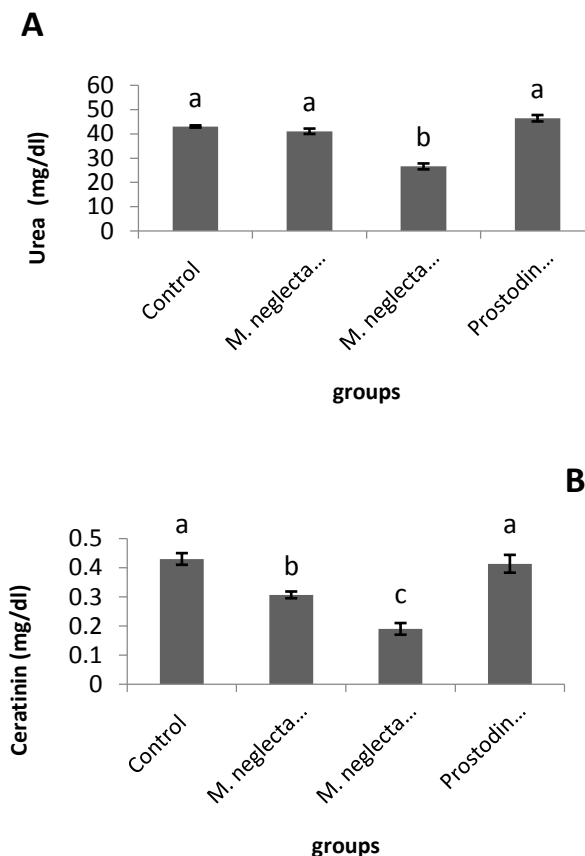 A
Urea (mg/dl)
60
50
40
30
20
10
0
a
a
b
a
Control
M. neglecta...
M. neglecta...
Prostodin...
groups
B
Ceratinin (mg/dl)
0.5
0.4
0.3
0.2
0.1
0
a
b
c
a
Control
M. neglecta...
M. neglecta...
Prostodin...
groups